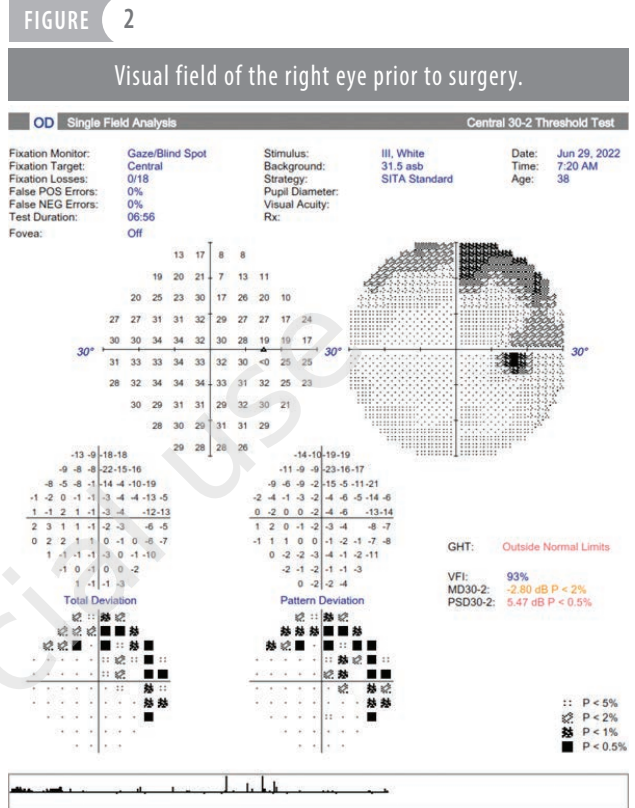 FIGURE 2
Visual field of the right eye prior to surgery.
OD Single Field Analysis Central 30-2 Threshold Test
Fixation Monitor: Gaze/Blind Spot Stimulus: III, White Date: Jun 29, 2022
Fixation Target: Central Background: 31.5 asb Time: 7:20 AM
Fixation Losses: 0/18 Strategy: SITA Standard Age: 38
False POS Errors: 0% Pupil Diameter:
False NEG Errors: 0% Visual Acuity:
Test Duration: 06:56 Rx:
Fovea: Off
13 17 8 8
19 20 21 7 13 11
20 25 23 30 17 26 20 10
27 27 31 31 32 29 27 27 17 24
30 30 34 34 32 30 28 19 19 17
30° 30° 30°
31 33 33 34 33 32 30 <0 25 25
28 32 34 34 34 33 31 32 25 23
30 29 31 31 29 32 30 21
28 30 29 31 31 29
29 28 28 26
-13 -9 -18 -18 -14 -10 -19 -19
-9 -8 -8 -22 -15 -16 -11 -9 -9 -23 -16 -17
-8 -5 -8 -1 -14 -4 -10 -19 -9 -6 -9 -2 -15 -5 -11 -21
-1 -2 0 -1 -1 -3 -4 -4 -13 -5 -2 -4 -1 -3 -2 -4 -6 -5 -14 -6
1 -1 2 1 -1 -3 -4 -12 -13 0 -2 0 0 -2 -4 -4 -13 -14
2 3 1 1 -1 -2 -3 -6 -5 1 2 0 -1 -2 -3 -4 -8 -7
0 2 2 1 1 0 -1 0 -6 -7 -1 1 1 0 0 -1 -2 -1 -7 -8
1 -1 -1 -1 -3 0 -1 -10 0 -2 -2 -3 -4 -1 -2 -11
-1 0 -1 0 0 -2 -2 -1 -2 -1 -1 -3
1 -1 -1 -3 0 -2 -2 -4
Total Deviation Pattern Deviation
GHT: Outside Normal Limits
VFI: 93%
MD30-2: -2.80 dB P < 2%
PSD30-2: 5.47 dB P < 0.5%
P < 5%
P < 2%
P < 1%
P < 0.5%
cial use